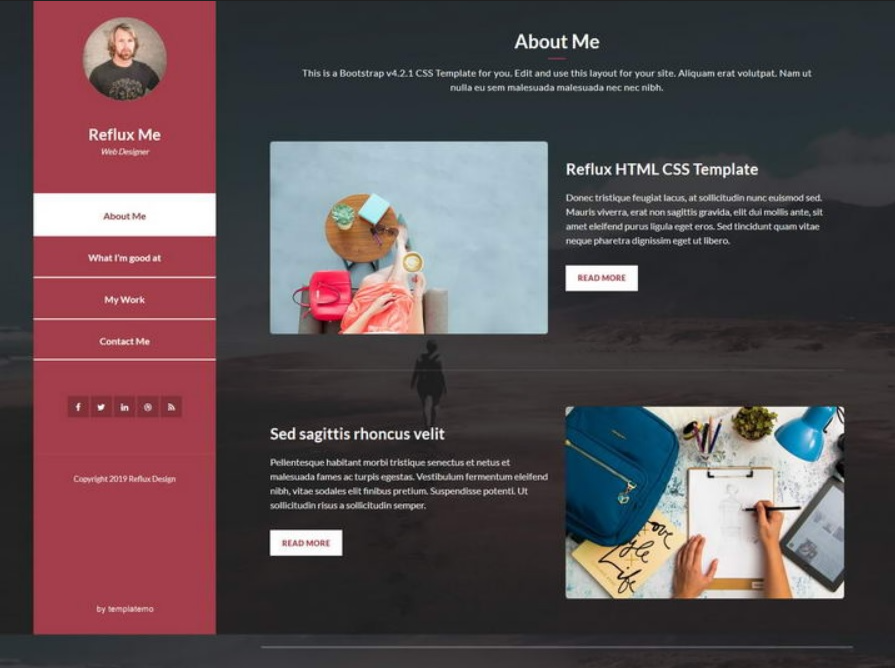 Reflux Me
Web Designer
About Me
What I'm good at
My Work
Contact Me
Copyright 2019 Reflux Design
by templatemo
About Me
This is a Bootstrap v4.2.1 CSS Template for you. Edit and use this layout for your site. Aliquam erat volutpat. Nam ut
nulla eu sem malesuada malesuada nec nec nibh.
Reflux HTML CSS Template
Donec tristique feugiat lacus, at sollicitudin nunc euismod sed.
Mauris viverra, erat non sagittis gravida, elit dui mollis ante, sit
amet eleifend purus ligula eget eros. Sed tincidunt quam vitae
neque pharetra dignissim eget ut libero.
READ MORE
Sed sagittis rhoncus velit
Pellentesque habitant morbi tristique senectus et netus et
malesuada fames ac turpis egestas. Vestibulum fermentum eleifend
nibh, vitae sodales elit finibus pretium. Suspendisse potenti. Ut
sollicitudin risus a sollicitudin semper.
READ MORE
Life